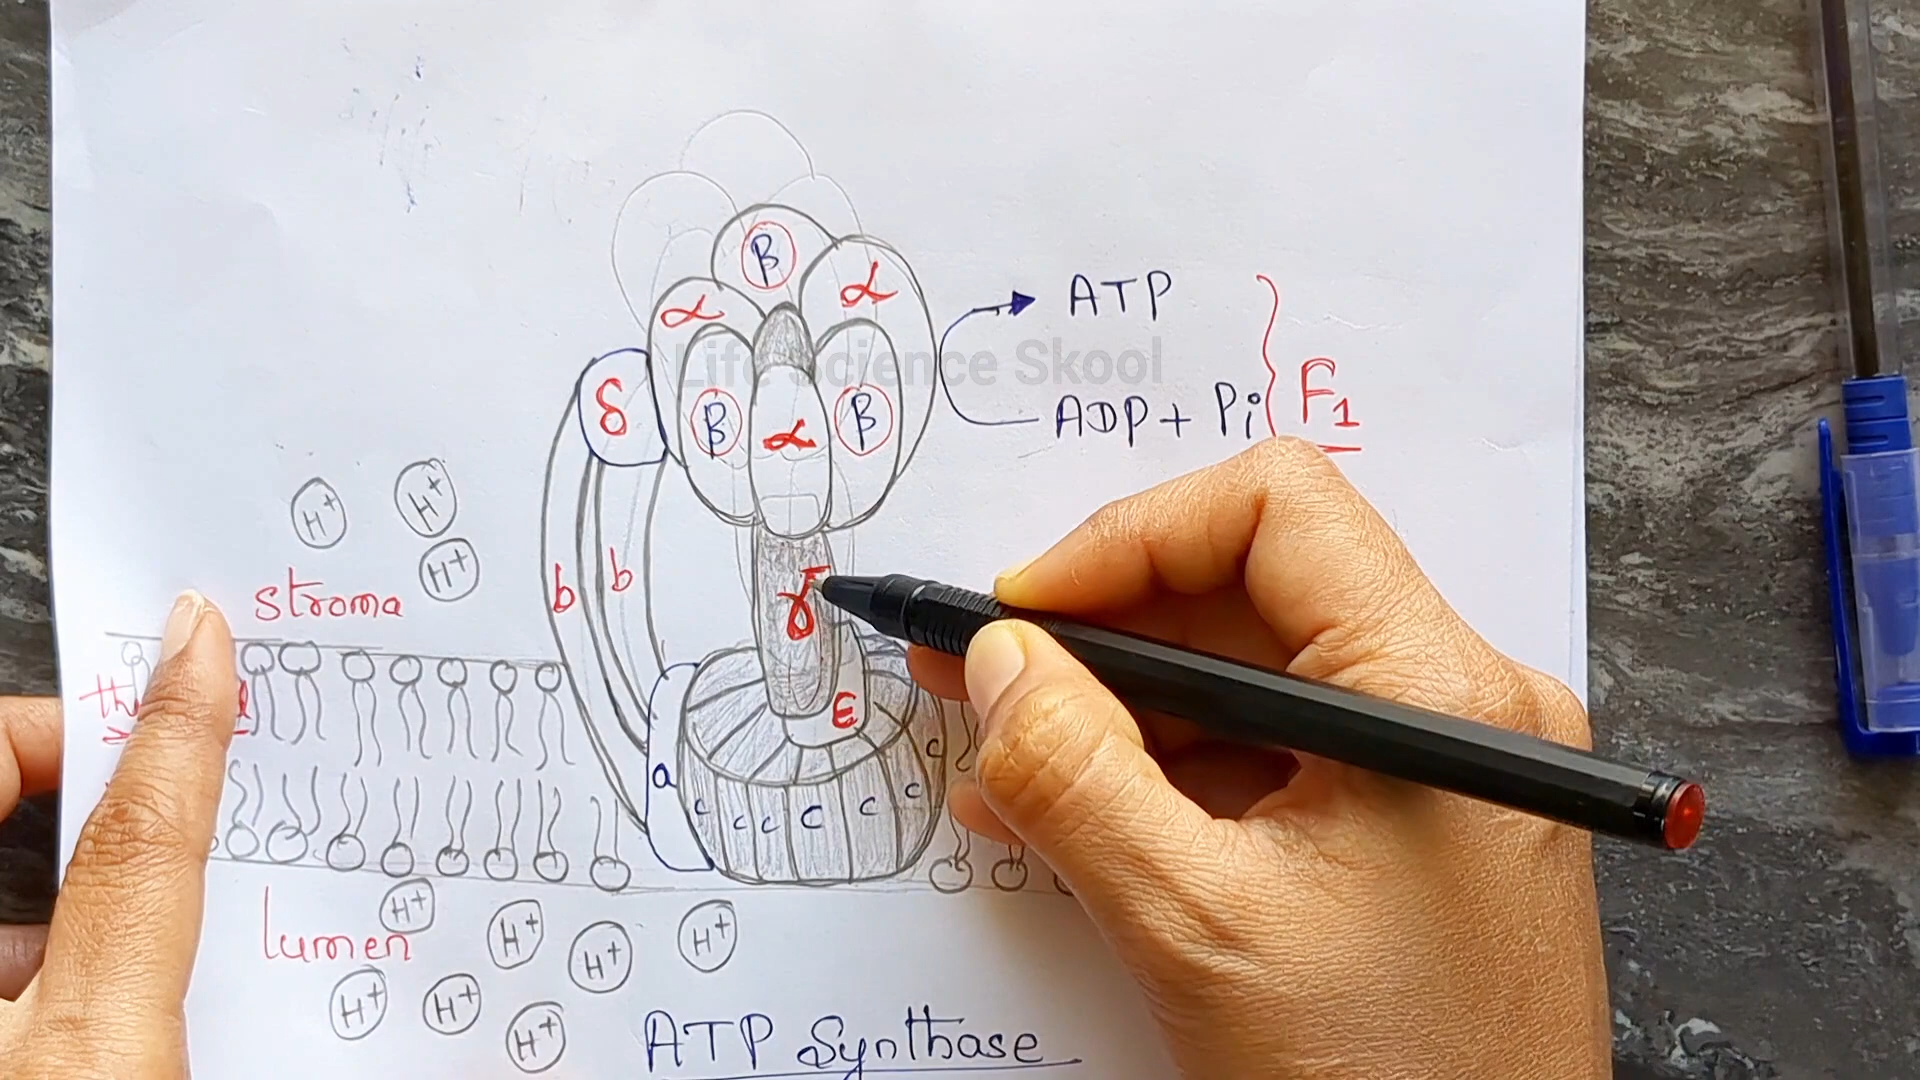 β
α α
Life Science Skool
ATP
δ β α β
ADP + Pi F1
H+ H+
H+
b b γ
stroma
ε
a c c c c c c c
lumen
H+ H+ H+ H+
H+ H+ H+
ATP Synthase